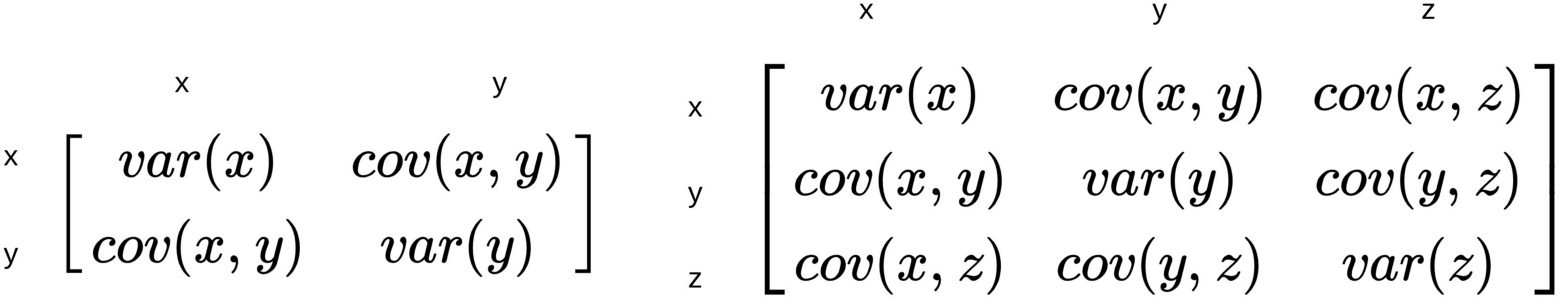 x y
x var(x) cov(x, y)
y cov(x, y) var(y)
x y z
x var(x) cov(x, y) cov(x, z)
y cov(x, y) var(y) cov(y, z)
z cov(x, z) cov(y, z) var(z)